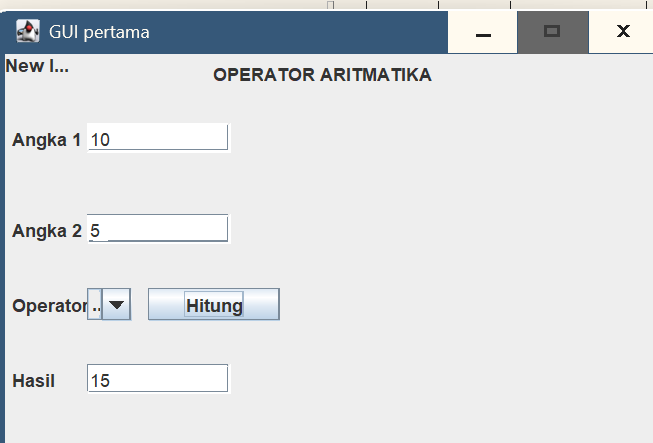 GUI pertama
New l...
OPERATOR ARITMATIKA
Angka 1 10
Angka 2 5
Operator .. Hitung
Hasil 15